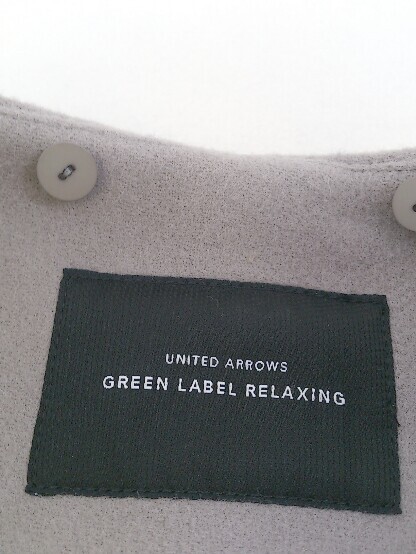 UNITED ARROWS
GREEN LABEL RELAXING